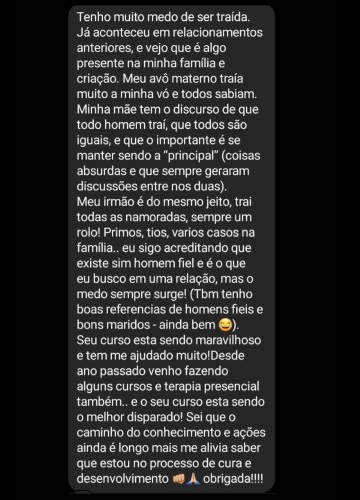 Tenho muito medo de ser traída.
Já aconteceu em relacionamentos
anteriores, e vejo que é algo
presente na minha família e
criação. Meu avô materno traía
muito a minha vó e todos sabiam.
Minha mãe tem o discurso de que
todo homem traí, que todos são
iguais, e que o importante é se
manter sendo a “principal” (coisas
absurdas e que sempre geraram
discussões entre nos duas).
Meu irmão é do mesmo jeito, trai
todas as namoradas, sempre um
rolo! Primos, tios, varios casos na
família.. eu sigo acreditando que
existe sim homem fiel e é o que
eu busco em uma relação, mas o
medo sempre surge! (Tbm tenho
boas referencias de homens fieis e
bons maridos - ainda bem 😅).
Seu curso esta sendo maravilhoso
e tem me ajudado muito!Desde
ano passado venho fazendo
alguns cursos e terapia presencial
também.. e o seu curso esta sendo
o melhor disparado! Sei que o
caminho do conhecimento e ações
ainda é longo mais me alivia saber
que estou no processo de cura e
desenvolvimento 👊🏼🙏🏼 obrigada!!!!